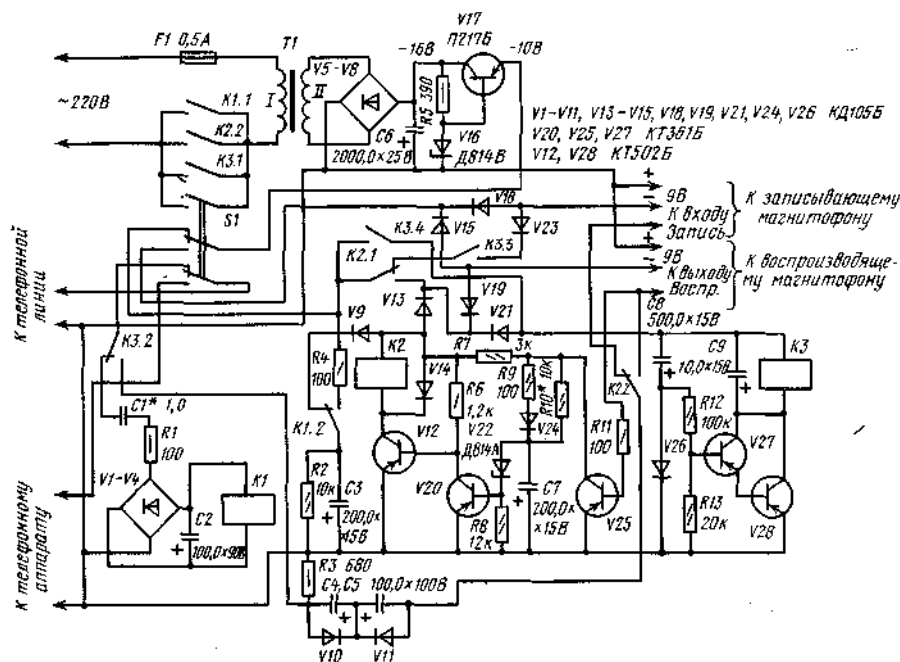 V17
П217Б
F1 0,5А
T1
-16В
-10В
V5-V8
~220В
K1.1
K2.2
K3.1
S1
I
II
R5 390
C6
2000,0×25В
V16
Д814В
V1-V11, V13-V15, V18, V19, V21, V24, V26 КД105Б
V20, V25, V27 КТ361Б
V12, V28 КТ502Б
+
9В
-
К входу
Запись
К записывающему
магнитофону
+
9В
-
К выходу
Воспр.
К воспроизводяще-
му магнитофону
V18
K3.4
V15
K3.3
V23
K2.1
V13
V19
V21
C8
500,0×15В
К телефонной
линии
K3.2
V9
K2
R7
3к
R4
100
V14
R6
1,2к
R9
100
R10* 10к
K2.2
C9
10,0×15В
K3
C1* 1,0
K1.2
V12
V22
Д814А
V24
R11
100
R12
100к
V27
V26
R1
100
V1-V4
K1
R2
10к
C3
200,0×
×15В
V20
R8
12к
C7
200,0×
×15В
V25
R13
20к
V28
C2
100,0×90В
К телефонному
аппарату
R3 680
C4,C5
100,0×100В
V10
V11